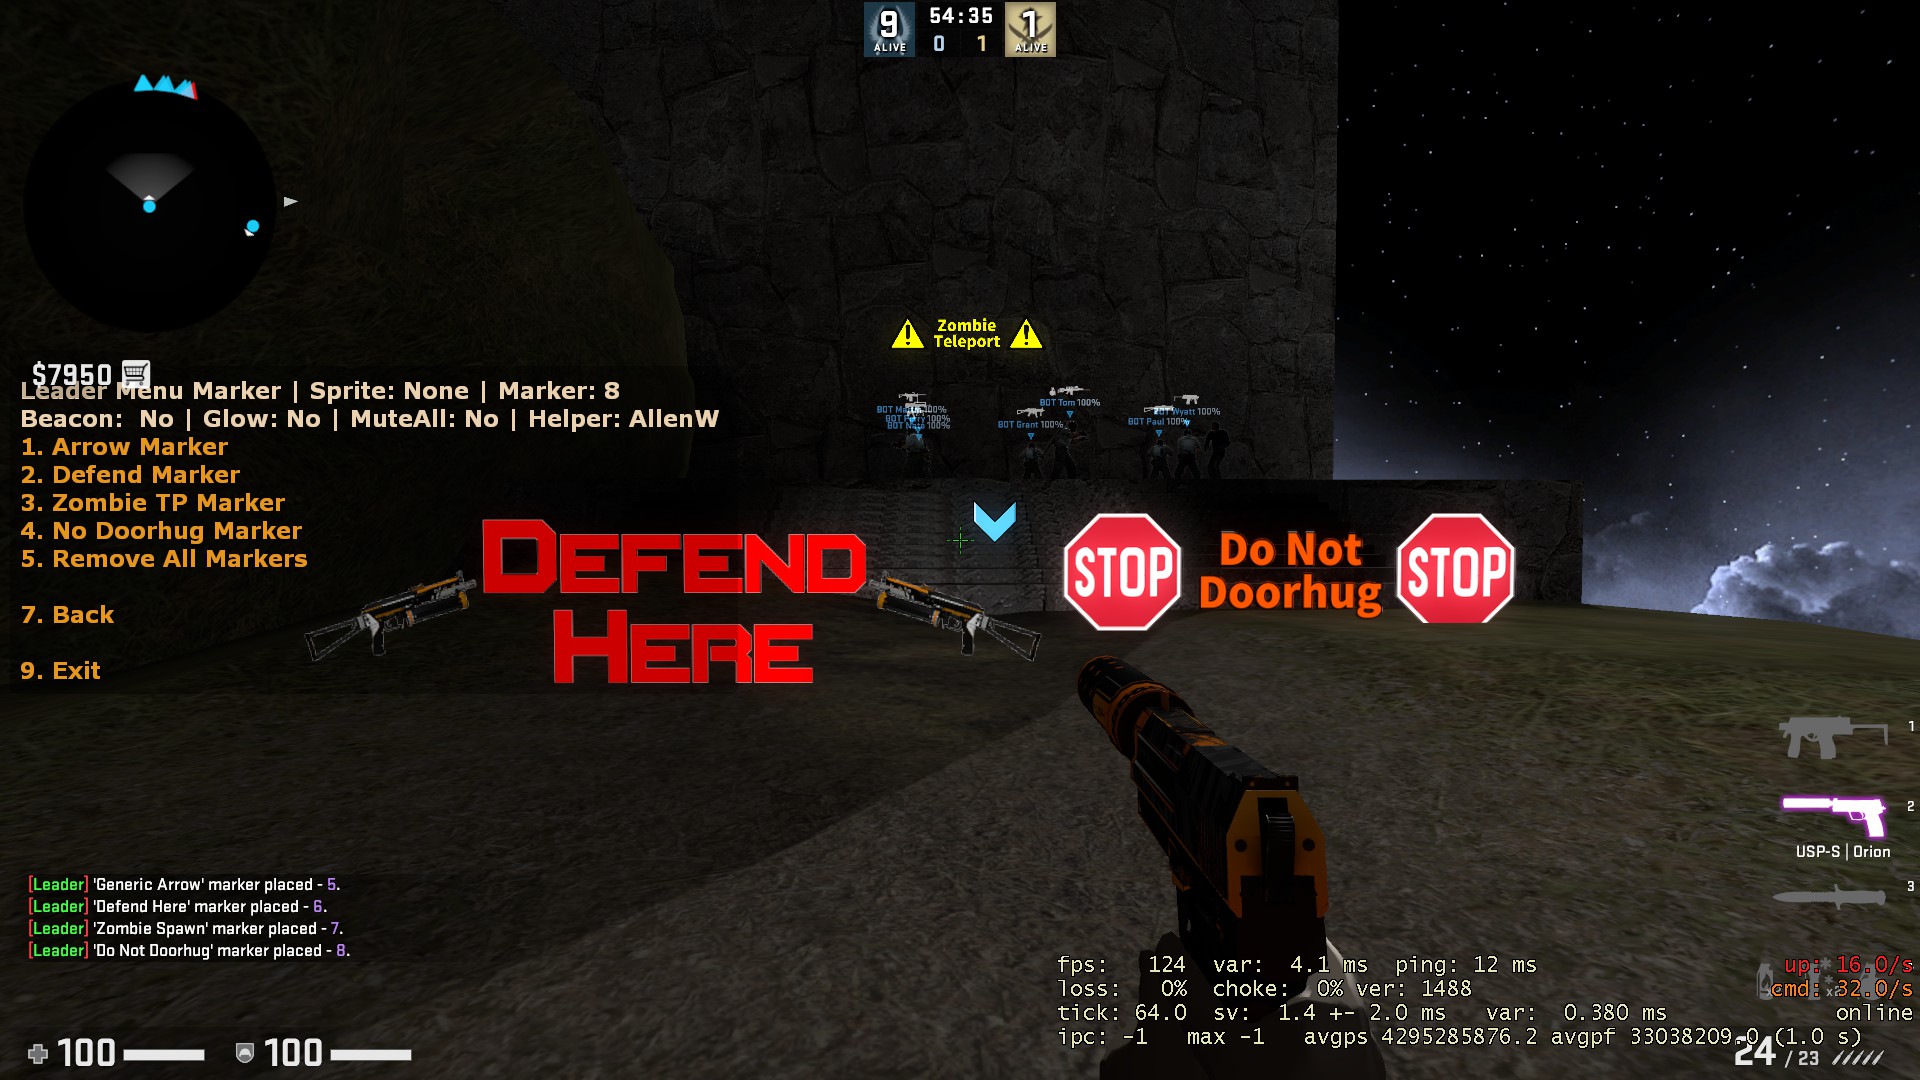 9
ALIVE
54:35
0 1
1
ALIVE
$7950
Leader Menu Marker | Sprite: None | Marker: 8
Beacon: No | Glow: No | MuteAll: No | Helper: AllenW
1. Arrow Marker
2. Defend Marker
3. Zombie TP Marker
4. No Doorhug Marker
5. Remove All Markers
7. Back
9. Exit
Zombie
Teleport
BOT Tom 100%
BOT Grant 100%
BOT Paul 100%
Wyatt 100%
DEFEND
HERE
STOP
Do Not
Doorhug
STOP
1
2
USP-S | Orion
3
[Leader] 'Generic Arrow' marker placed - 5.
[Leader] 'Defend Here' marker placed - 6.
[Leader] 'Zombie Spawn' marker placed - 7.
[Leader] 'Do Not Doorhug' marker placed - 8.
fps: 124 var: 4.1 ms ping: 12 ms
loss: 0% choke: 0% ver: 1488
tick: 64.0 sv: 1.4 +- 2.0 ms var: 0.380 ms
ipc: -1 max -1 avgps 4295285876.2 avgpf 33038209.0 (1.0 s)
up: 16.0/s
cmd: 32.0/s
online
100
100
24 / 23